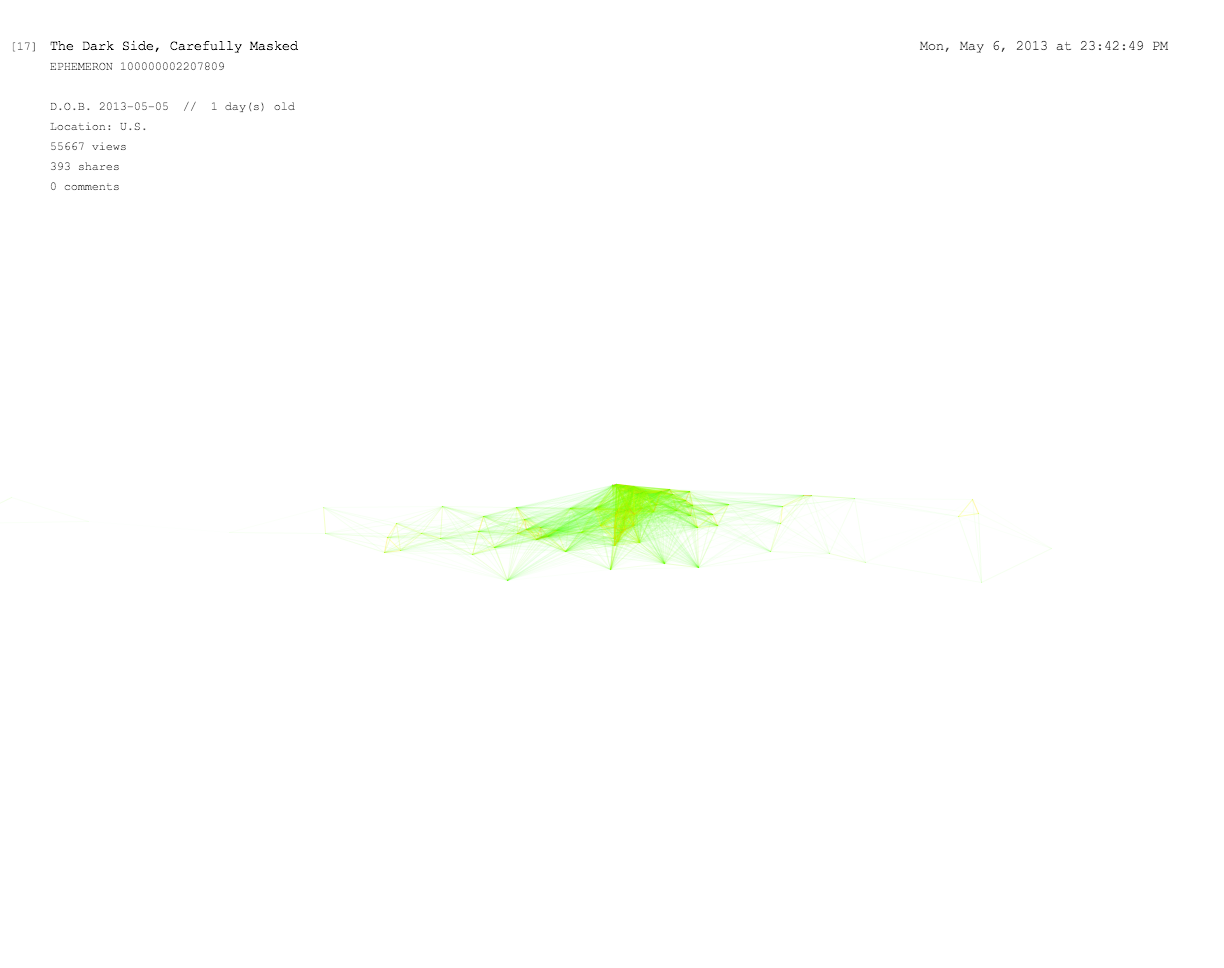 [17] The Dark Side, Carefully Masked
Mon, May 6, 2013 at 23:42:49 PM
EPHEMERON 100000002207809
D.O.B. 2013-05-05 // 1 day(s) old
Location: U.S.
55667 views
393 shares
0 comments